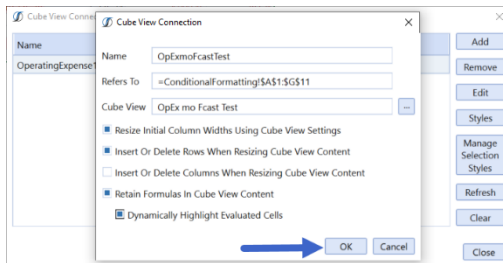 Cube View Conne
Cube View Connection
Name
OperatingExpense1
Name OpExmoFcastTest
Refers To =ConditionalFormatting!$A$1:$G$11
Cube View OpEx mo Fcast Test ...
Resize Initial Column Widths Using Cube View Settings
Insert Or Delete Rows When Resizing Cube View Content
Insert Or Delete Columns When Resizing Cube View Content
Retain Formulas In Cube View Content
Dynamically Highlight Evaluated Cells
OK Cancel
Add
Remove
Edit
Styles
Manage
Selection
Styles
Refresh
Clear
Close